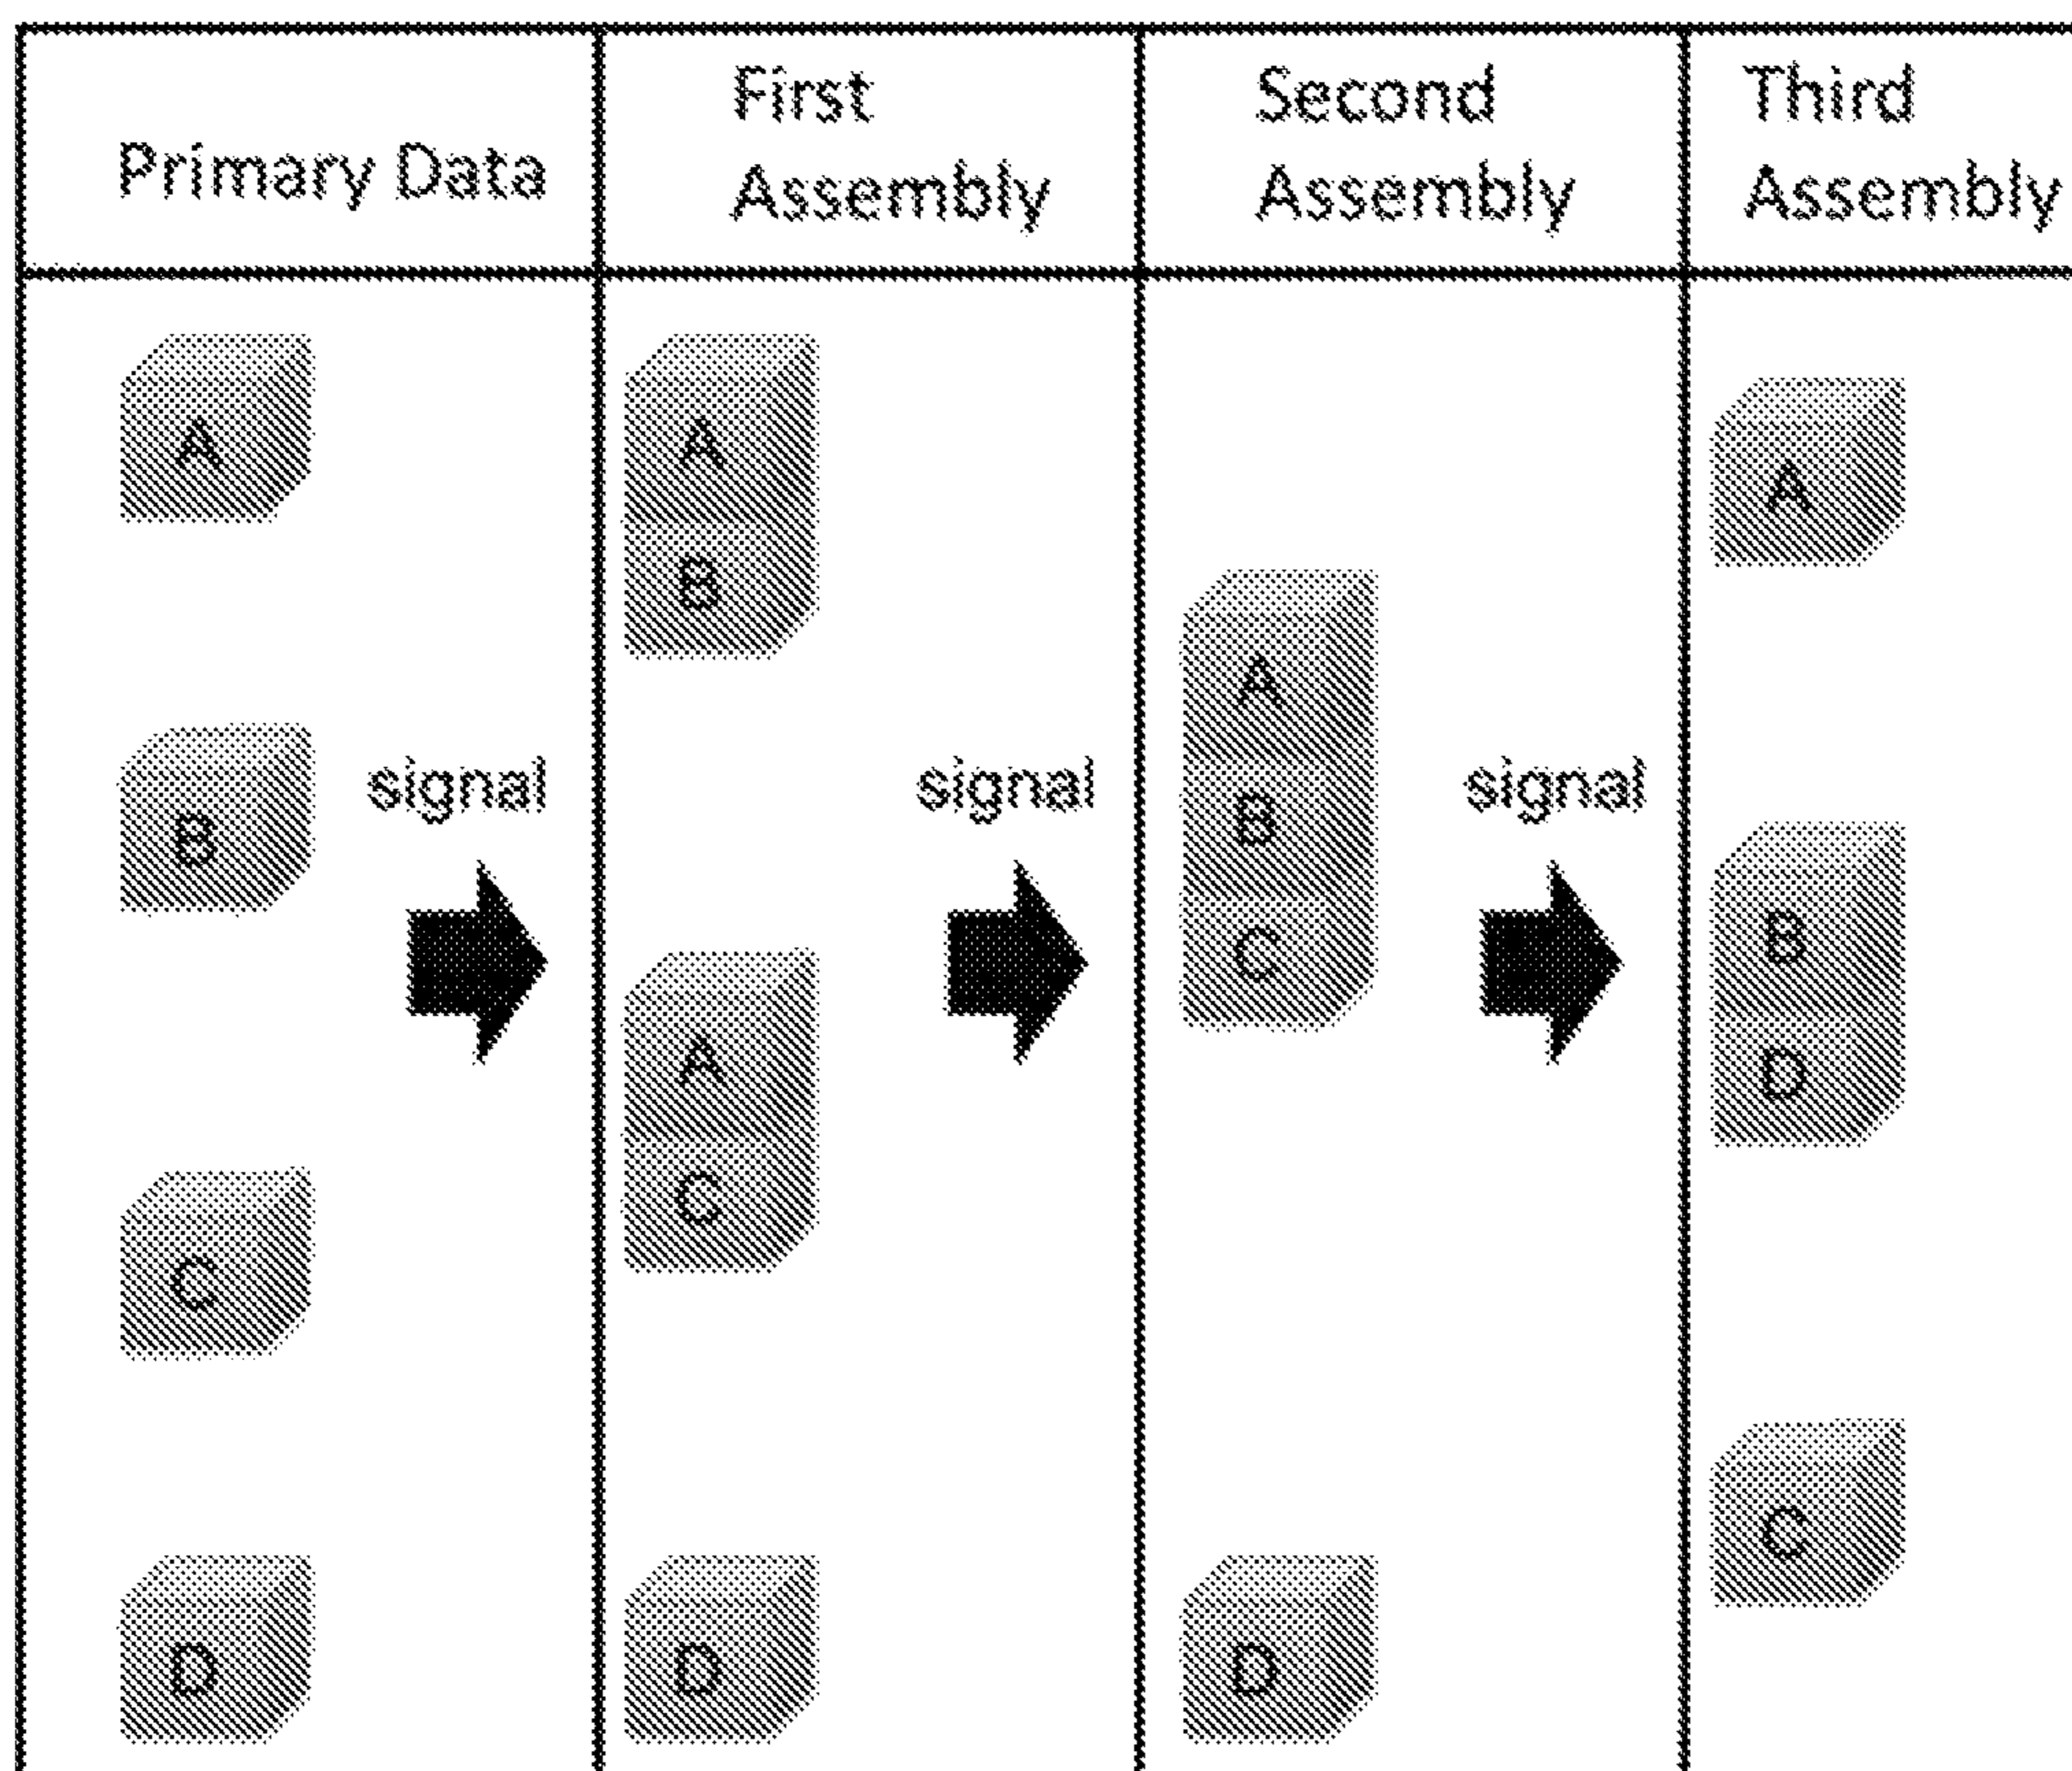 Primary Data
First
Assembly
Second
Assembly
Third
Assembly
A
B
C
D
signal
A
B
A
C
D
signal
A
B
C
D
signal
A
B
D
C